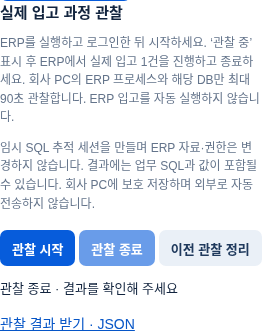 실제 입고 과정 관찰
ERP를 실행하고 로그인한 뒤 시작하세요. ‘관찰 중’
표시 후 ERP에서 실제 입고 1건을 진행하고 종료하
세요. 회사 PC의 ERP 프로세스와 해당 DB만 최대
90초 관찰합니다. ERP 입고를 자동 실행하지 않습니
다.
임시 SQL 추적 세션을 만들며 ERP 자료·권한은 변
경하지 않습니다. 결과에는 업무 SQL과 값이 포함될
수 있습니다. 회사 PC에 보호 저장하며 외부로 자동
전송하지 않습니다.
관찰 시작 관찰 종료 이전 관찰 정리
관찰 종료 · 결과를 확인해 주세요
관찰 결과 받기 · JSON